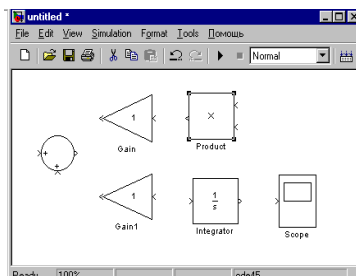 untitled *
File Edit View Simulation Format Tools Помощь
Normal
1
×
Gain
Product
+
+
1
1
s
Gain1
Integrator
Scope
Ready 100% ode45